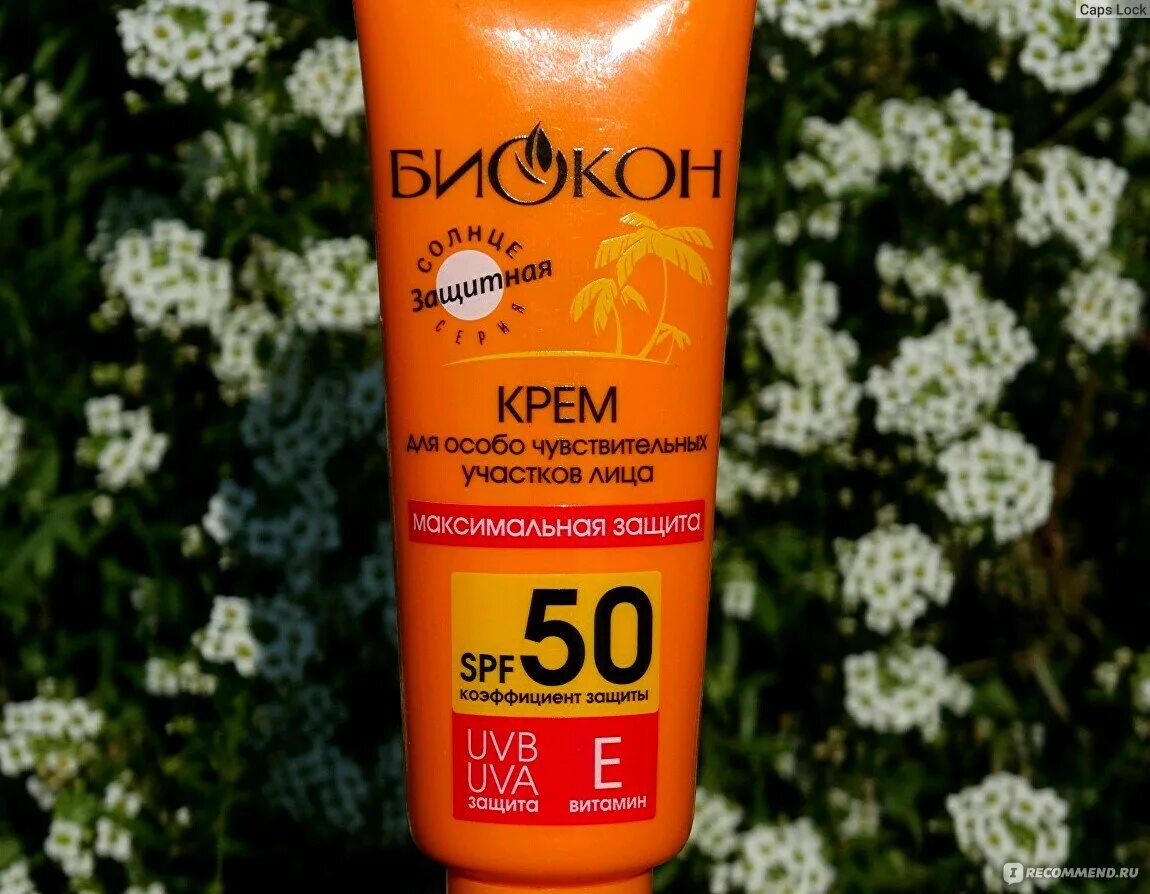 Caps Lock
БИОКОН
СОЛНЦЕ
Защитная
СЕРИЯ
КРЕМ
для особо чувствительных
участков лица
максимальная защита
SPF 50
коэффициент защиты
UVB
UVA
защита
E
витамин
IRECOMMEND.RU